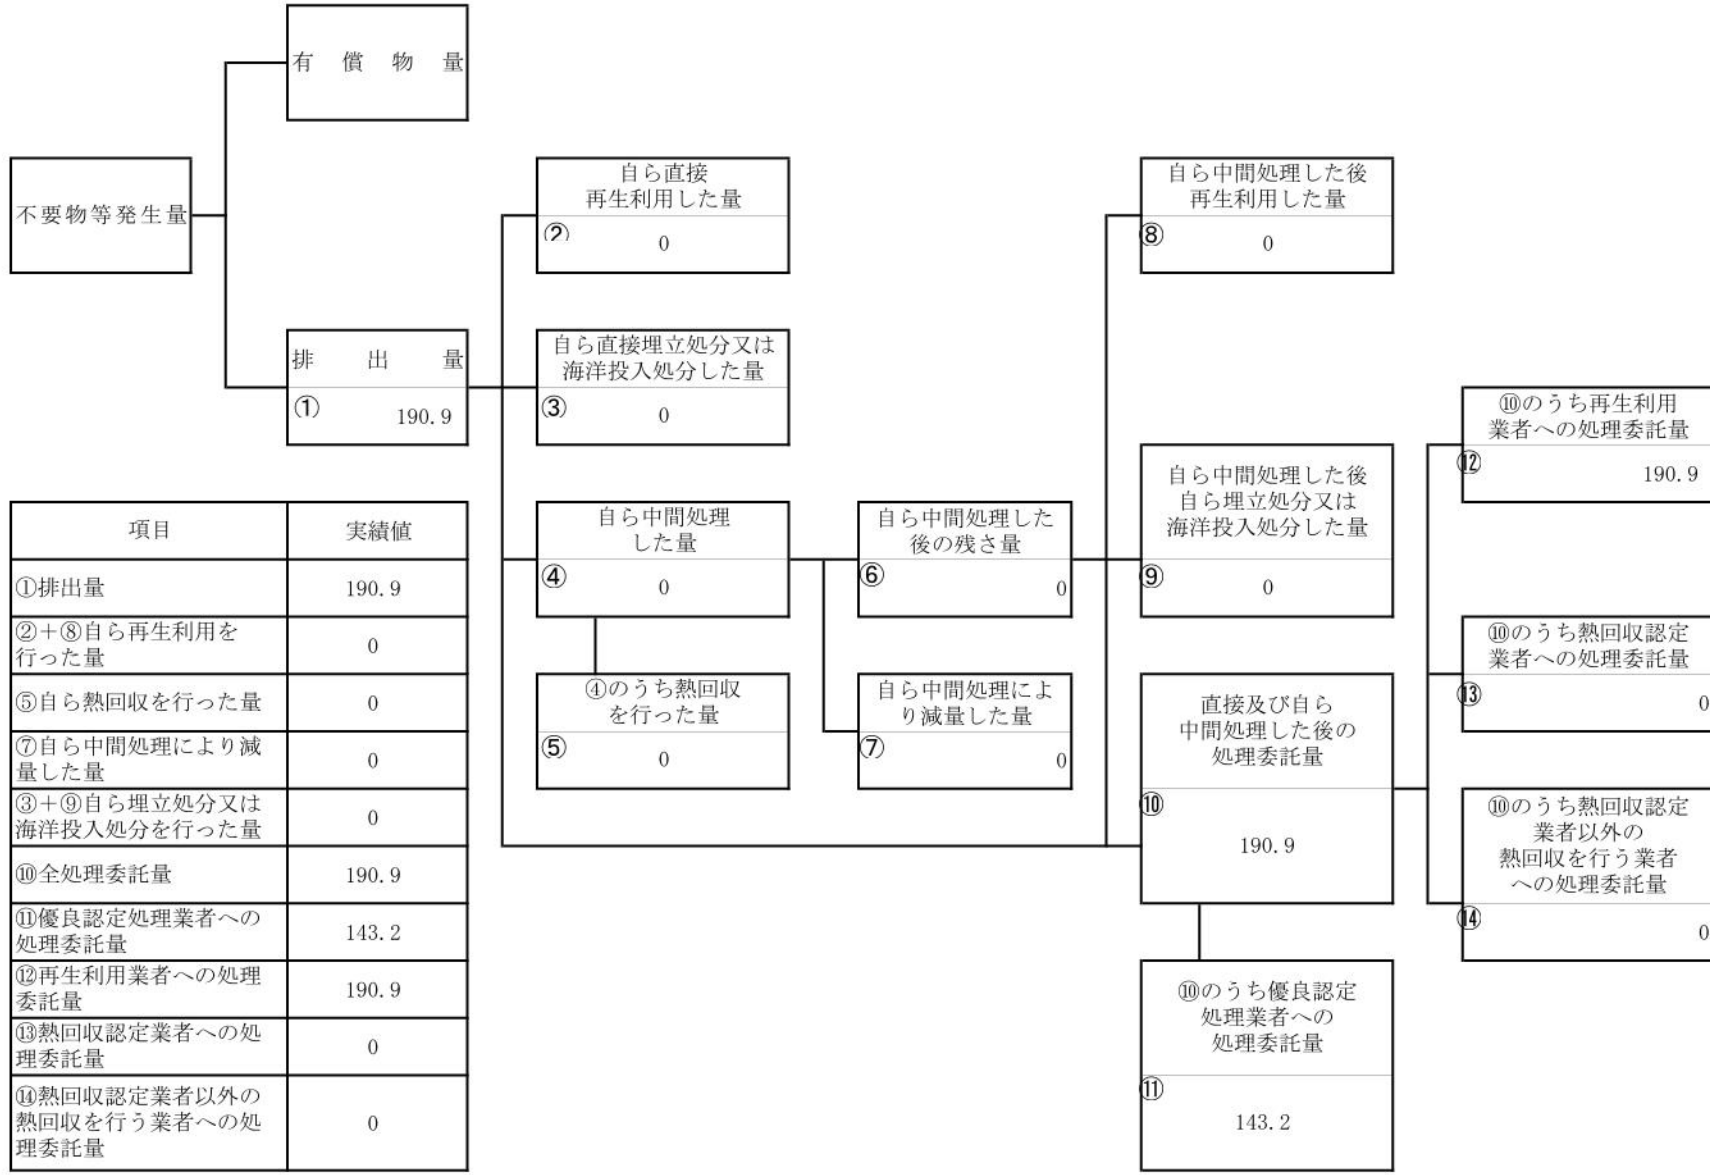 有償物量
不要物等発生量
排出量
①
190.9
自ら直接
再生利用した量
②
0
自ら直接埋立処分又は
海洋投入処分した量
③
0
自ら中間処理
した量
④
0
④のうち熱回収
を行った量
⑤
0
自ら中間処理した
後の残さ量
⑥
0
自ら中間処理によ
り減量した量
⑦
0
自ら中間処理した後
再生利用した量
⑧
0
自ら中間処理した後
自ら埋立処分又は
海洋投入処分した量
⑨
0
直接及び自ら
中間処理した後の
処理委託量
⑩
190.9
⑩のうち優良認定
処理業者への
処理委託量
⑪
143.2
⑩のうち再生利用
業者への処理委託量
⑫
190.9
⑩のうち熱回収認定
業者への処理委託量
⑬
0
⑩のうち熱回収認定
業者以外の
熱回収を行う業者
への処理委託量
⑭
0
項目 実績値
①排出量 190.9
②+⑧自ら再生利用を
行った量 0
⑤自ら熱回収を行った量 0
⑦自ら中間処理により減
量した量 0
③+⑨自ら埋立処分又は
海洋投入処分を行った量 0
⑩全処理委託量 190.9
⑪優良認定処理業者への
処理委託量 143.2
⑫再生利用業者への処理
委託量 190.9
⑬熱回収認定業者への処
理委託量 0
⑭熱回収認定業者以外の
熱回収を行う業者への処
理委託量 0